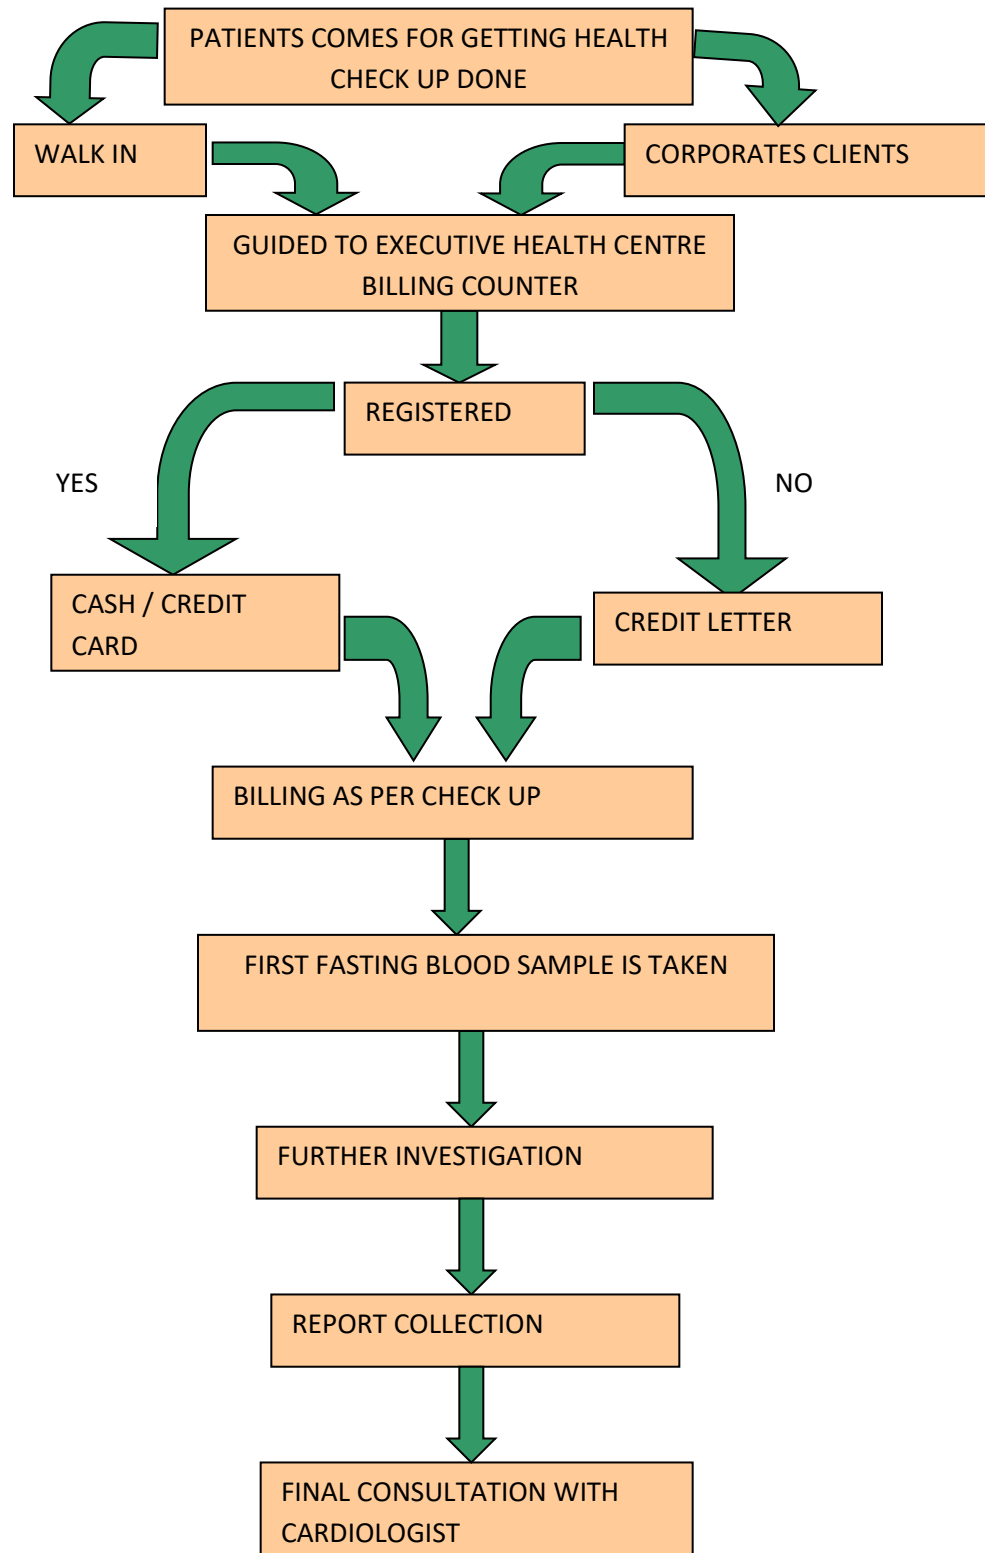 PATIENTS COMES FOR GETTING HEALTH
CHECK UP DONE
WALK IN
CORPORATES CLIENTS
GUIDED TO EXECUTIVE HEALTH CENTRE
BILLING COUNTER
REGISTERED
YES
NO
CASH / CREDIT
CARD
CREDIT LETTER
BILLING AS PER CHECK UP
FIRST FASTING BLOOD SAMPLE IS TAKEN
FURTHER INVESTIGATION
REPORT COLLECTION
FINAL CONSULTATION WITH
CARDIOLOGIST